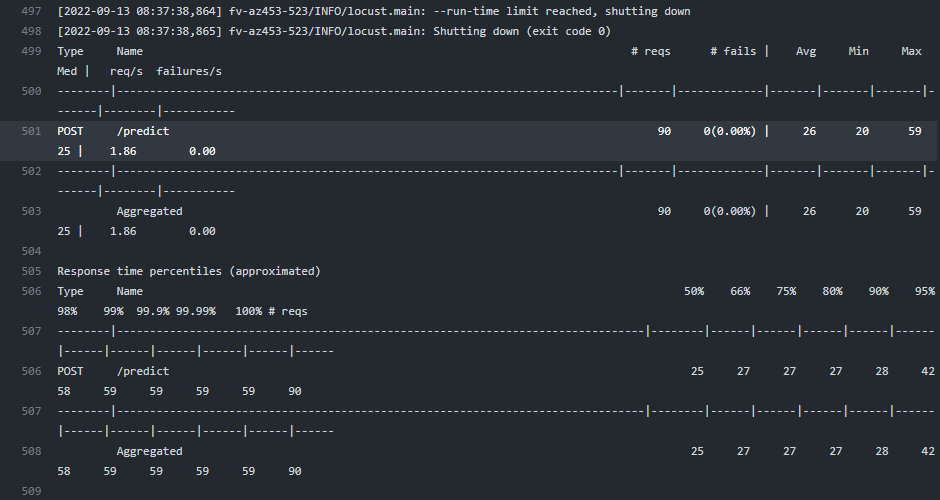 497 [2022-09-13 08:37:38,864] fv-az453-523/INFO/locust.main: --run-time limit reached, shutting down
498 [2022-09-13 08:37:38,865] fv-az453-523/INFO/locust.main: Shutting down (exit code 0)
499 Type Name # reqs # fails | Avg Min Max
Med | req/s failures/s
500 --------|----------------------------------------------------------------------------|-------|-------------|-------|-------|-------|-
------|--------|-----------
501 POST /predict 90 0(0.00%) | 26 20 59
25 | 1.86 0.00
502 --------|----------------------------------------------------------------------------|-------|-------------|-------|-------|-------|-
------|--------|-----------
503 Aggregated 90 0(0.00%) | 26 20 59
25 | 1.86 0.00
504
505 Response time percentiles (approximated)
506 Type Name 50% 66% 75% 80% 90% 95%
98% 99% 99.9% 99.99% 100% # reqs
507 --------|--------------------------------------------------------------------------------|--------|------|------|------|------|------
|------|------|------|------|------|------
506 POST /predict 25 27 27 27 28 42
58 59 59 59 59 90
507 --------|--------------------------------------------------------------------------------|--------|------|------|------|------|------
|------|------|------|------|------|------
508 Aggregated 25 27 27 27 28 42
58 59 59 59 59 90
509